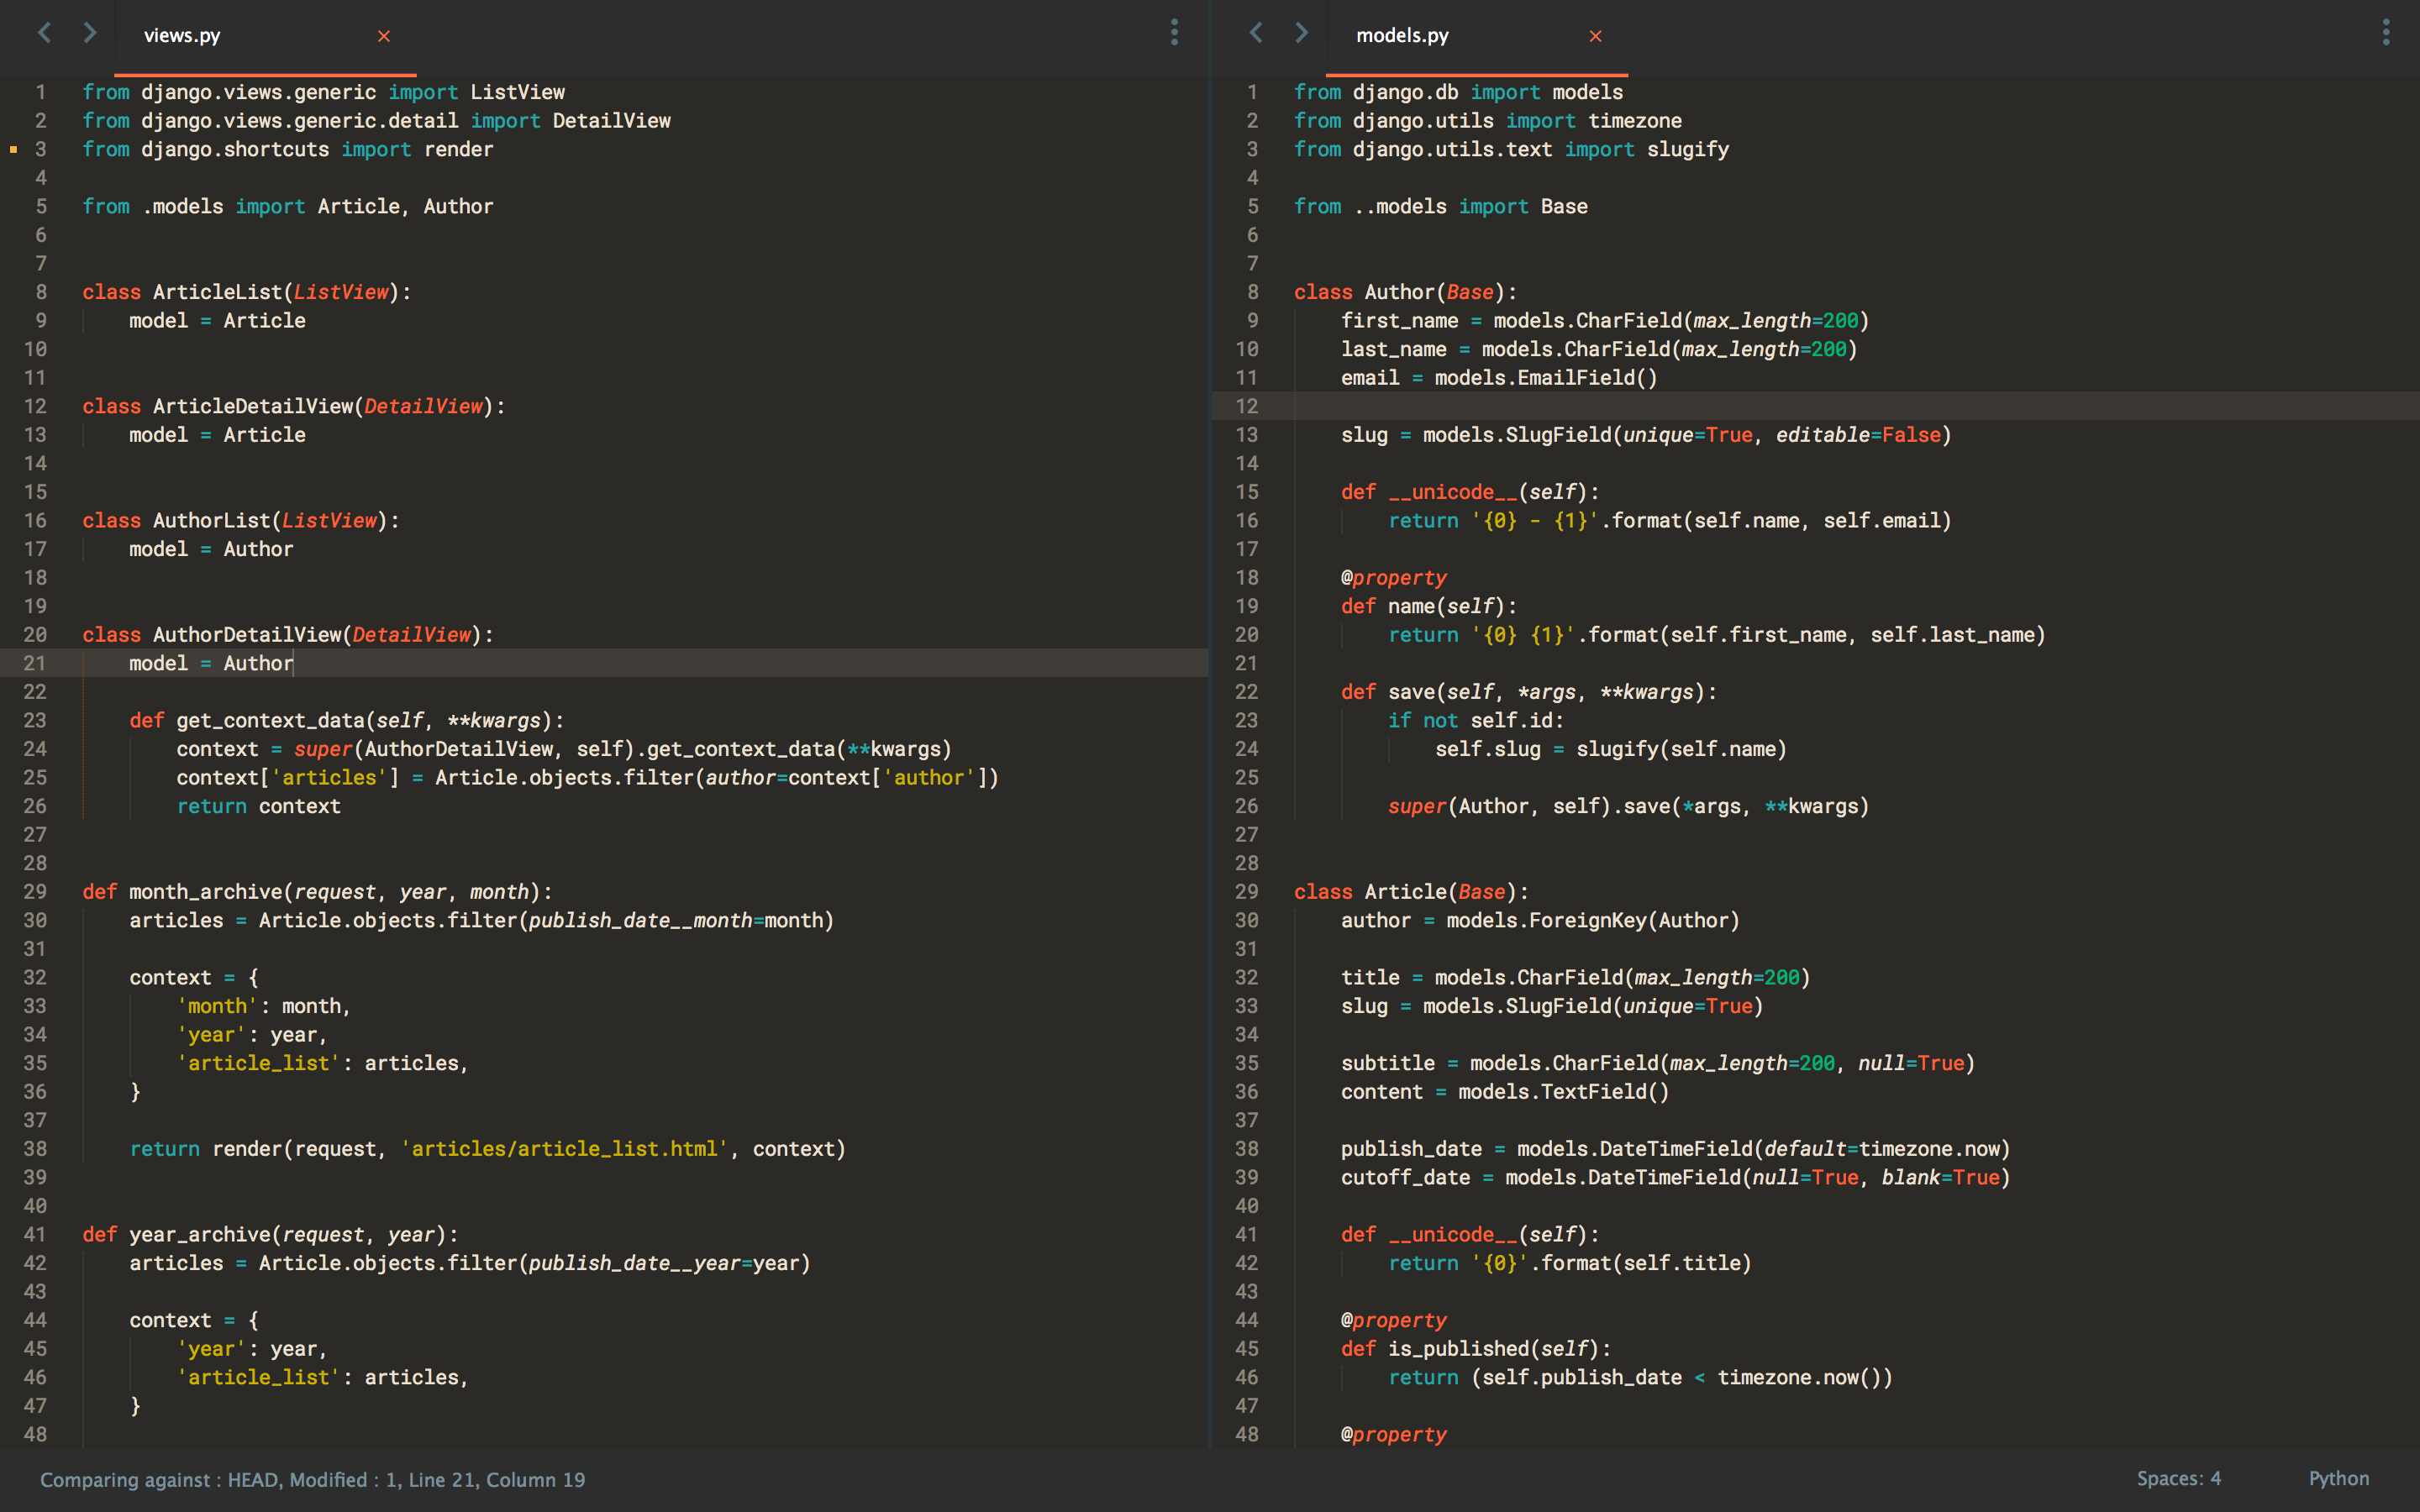 views.py
1 from django.views.generic import ListView
2 from django.views.generic.detail import DetailView
3 from django.shortcuts import render
4
5 from .models import Article, Author
6
7
8 class ArticleList(ListView):
9     model = Article
10
11
12 class ArticleDetailView(DetailView):
13     model = Article
14
15
16 class AuthorList(ListView):
17     model = Author
18
19
20 class AuthorDetailView(DetailView):
21     model = Author
22
23     def get_context_data(self, **kwargs):
24         context = super(AuthorDetailView, self).get_context_data(**kwargs)
25         context['articles'] = Article.objects.filter(author=context['author'])
26         return context
27
28
29 def month_archive(request, year, month):
30     articles = Article.objects.filter(publish_date__month=month)
31
32     context = {
33         'month': month,
34         'year': year,
35         'article_list': articles,
36     }
37
38     return render(request, 'articles/article_list.html', context)
39
40
41 def year_archive(request, year):
42     articles = Article.objects.filter(publish_date__year=year)
43
44     context = {
45         'year': year,
46         'article_list': articles,
47     }
48
models.py
1 from django.db import models
2 from django.utils import timezone
3 from django.utils.text import slugify
4
5 from ..models import Base
6
7
8 class Author(Base):
9     first_name = models.CharField(max_length=200)
10     last_name = models.CharField(max_length=200)
11     email = models.EmailField()
12
13     slug = models.SlugField(unique=True, editable=False)
14
15     def __unicode__(self):
16         return '{0} - {1}'.format(self.name, self.email)
17
18     @property
19     def name(self):
20         return '{0} {1}'.format(self.first_name, self.last_name)
21
22     def save(self, *args, **kwargs):
23         if not self.id:
24             self.slug = slugify(self.name)
25
26         super(Author, self).save(*args, **kwargs)
27
28
29 class Article(Base):
30     author = models.ForeignKey(Author)
31
32     title = models.CharField(max_length=200)
33     slug = models.SlugField(unique=True)
34
35     subtitle = models.CharField(max_length=200, null=True)
36     content = models.TextField()
37
38     publish_date = models.DateTimeField(default=timezone.now)
39     cutoff_date = models.DateTimeField(null=True, blank=True)
40
41     def __unicode__(self):
42         return '{0}'.format(self.title)
43
44     @property
45     def is_published(self):
46         return (self.publish_date < timezone.now())
47
48     @property
Comparing against : HEAD, Modified : 1, Line 21, Column 19
Spaces: 4
Python